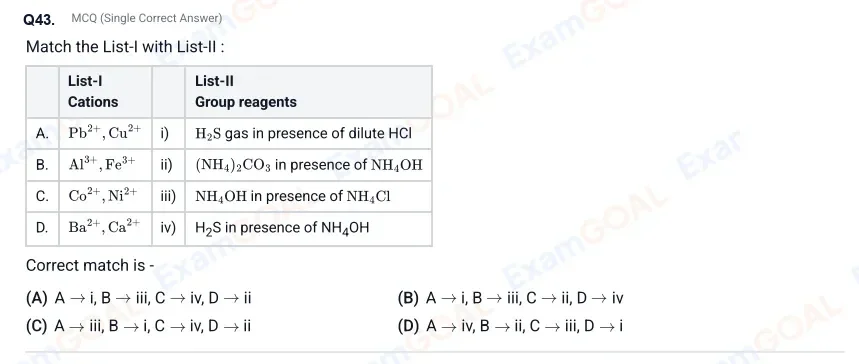 Q43. MCQ (Single Correct Answer)
Match the List-I with List-II :
List-I Cations | List-II Group reagents
A. Pb²⁺, Cu²⁺ i) H₂S gas in presence of dilute HCl
B. Al³⁺, Fe³⁺ ii) (NH₄)₂CO₃ in presence of NH₄OH
C. Co²⁺, Ni²⁺ iii) NH₄OH in presence of NH₄Cl
D. Ba²⁺, Ca²⁺ iv) H₂S in presence of NH₄OH
Correct match is -
(A) A → i, B → iii, C → iv, D → ii (B) A → i, B → iii, C → ii, D → iv
(C) A → iii, B → i, C → iv, D → ii (D) A → iv, B → ii, C → iii, D → i
ExamGOAL